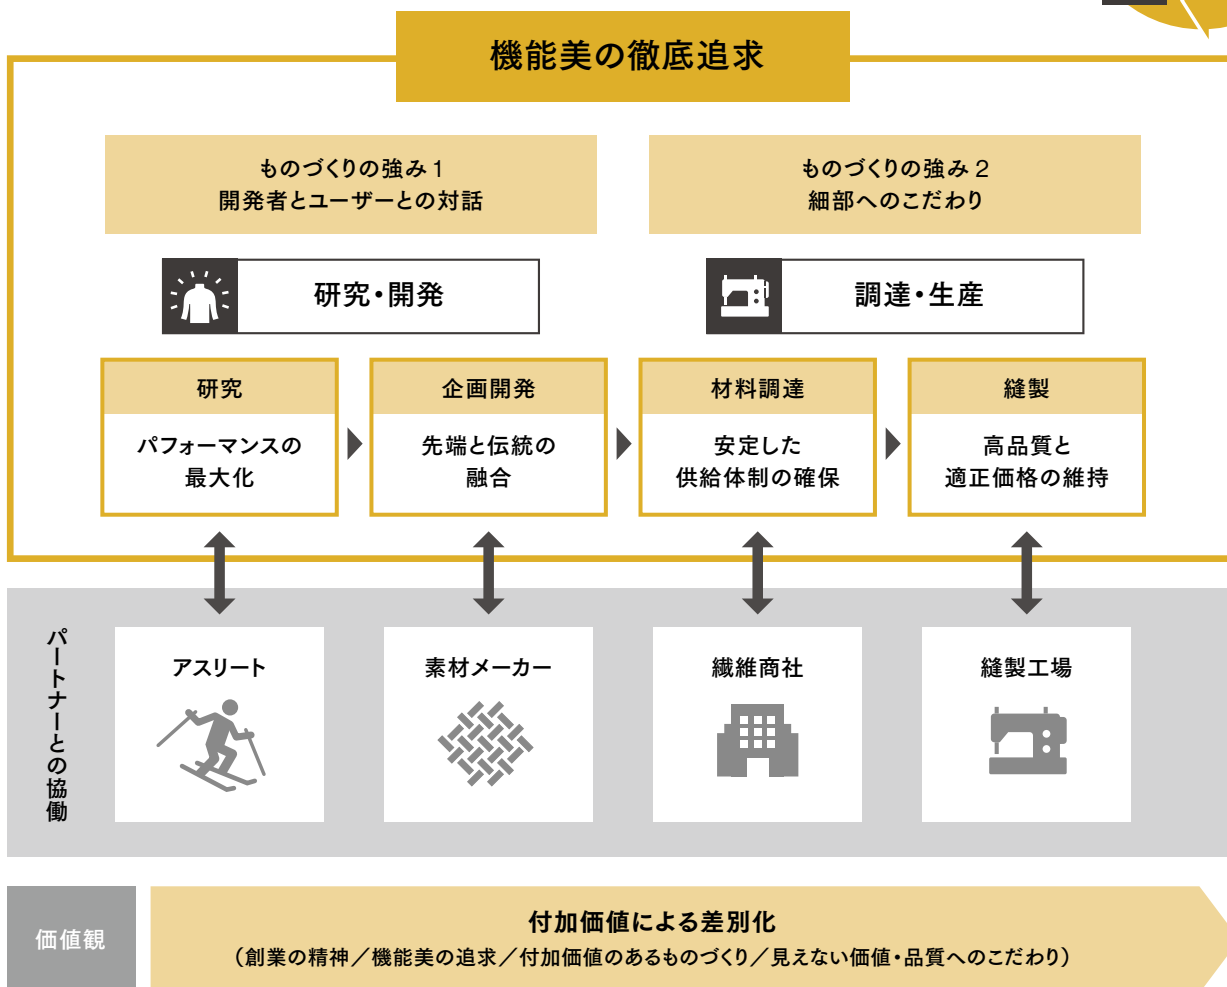 機能美の徹底追求
ものづくりの強み1
開発者とユーザーとの対話
ものづくりの強み2
細部へのこだわり
研究・開発
調達・生産
研究
パフォーマンスの
最大化
企画開発
先端と伝統の
融合
材料調達
安定した
供給体制の確保
縫製
高品質と
適正価格の維持
パートナーとの協働
アスリート
素材メーカー
繊維商社
縫製工場
価値観
付加価値による差別化
(創業の精神/機能美の追求/付加価値のあるものづくり/見えない価値・品質へのこだわり)